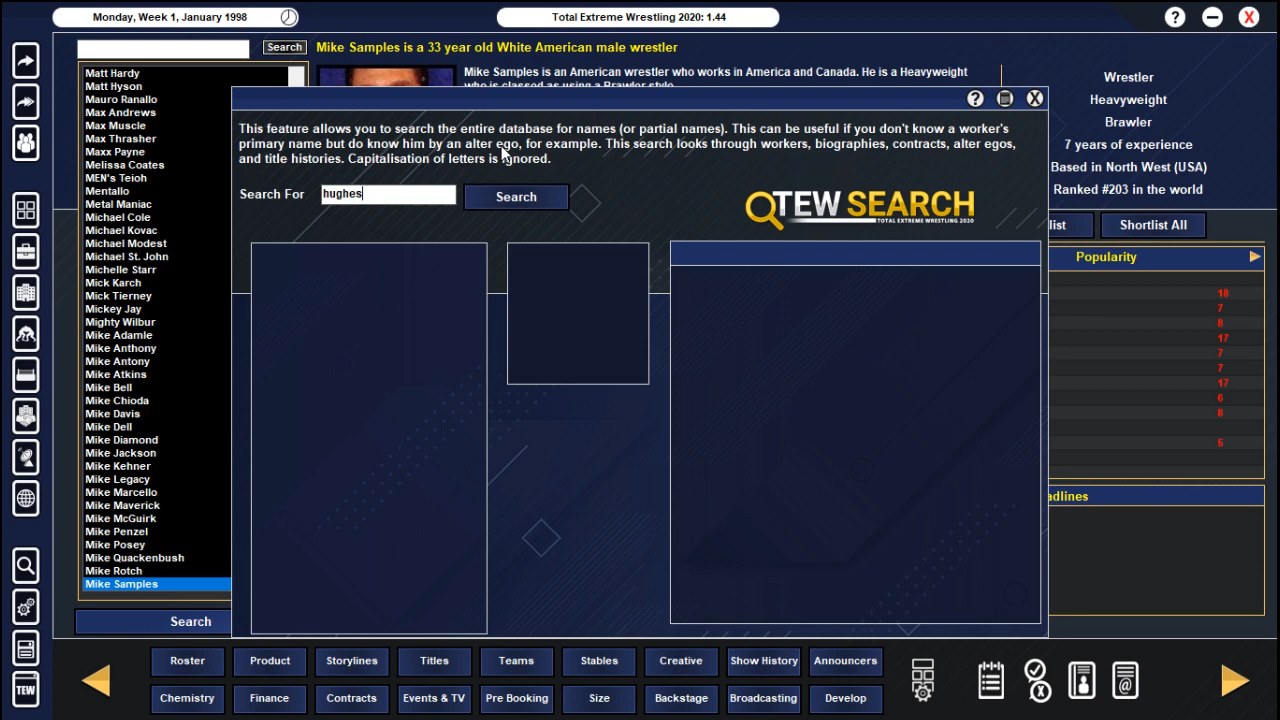 Monday, Week 1, January 1998
Total Extreme Wrestling 2020: 1.44
?
X
Search
Mike Samples is a 33 year old White American male wrestler
Mike Samples is an American wrestler who works in America and Canada. He is a Heavyweight
who is classed as using a Brawler style.
Wrestler
Heavyweight
Brawler
7 years of experience
Based in North West (USA)
Ranked #203 in the world
list
Shortlist All
Popularity
18
7
8
17
7
7
17
6
8
6
adlines
Matt Hardy
Matt Hyson
Mauro Ranallo
Max Andrews
Max Muscle
Max Thrasher
Maxx Payne
Melissa Coates
MEN's Teioh
Mentallo
Metal Maniac
Michael Cole
Michael Kovac
Michael Modest
Michael St. John
Michelle Starr
Mick Karch
Mick Tierney
Mickey Jay
Mighty Wilbur
Mike Adamle
Mike Anthony
Mike Antony
Mike Atkins
Mike Bell
Mike Chioda
Mike Davis
Mike Dell
Mike Diamond
Mike Jackson
Mike Kehner
Mike Legacy
Mike Marcello
Mike Maverick
Mike McGuirk
Mike Penzel
Mike Posey
Mike Quackenbush
Mike Rotch
Mike Samples
Search
?
X
This feature allows you to search the entire database for names (or partial names). This can be useful if you don't know a worker's
primary name but do know him by an alter ego, for example. This search looks through workers, biographies, contracts, alter egos,
and title histories. Capitalisation of letters is ignored.
Search For
hughes
Search
TEW SEARCH
TOTAL EXTREME WRESTLING 2020
TEW
Roster
Product
Storylines
Titles
Teams
Stables
Creative
Show History
Announcers
Chemistry
Finance
Contracts
Events & TV
Pre Booking
Size
Backstage
Broadcasting
Develop